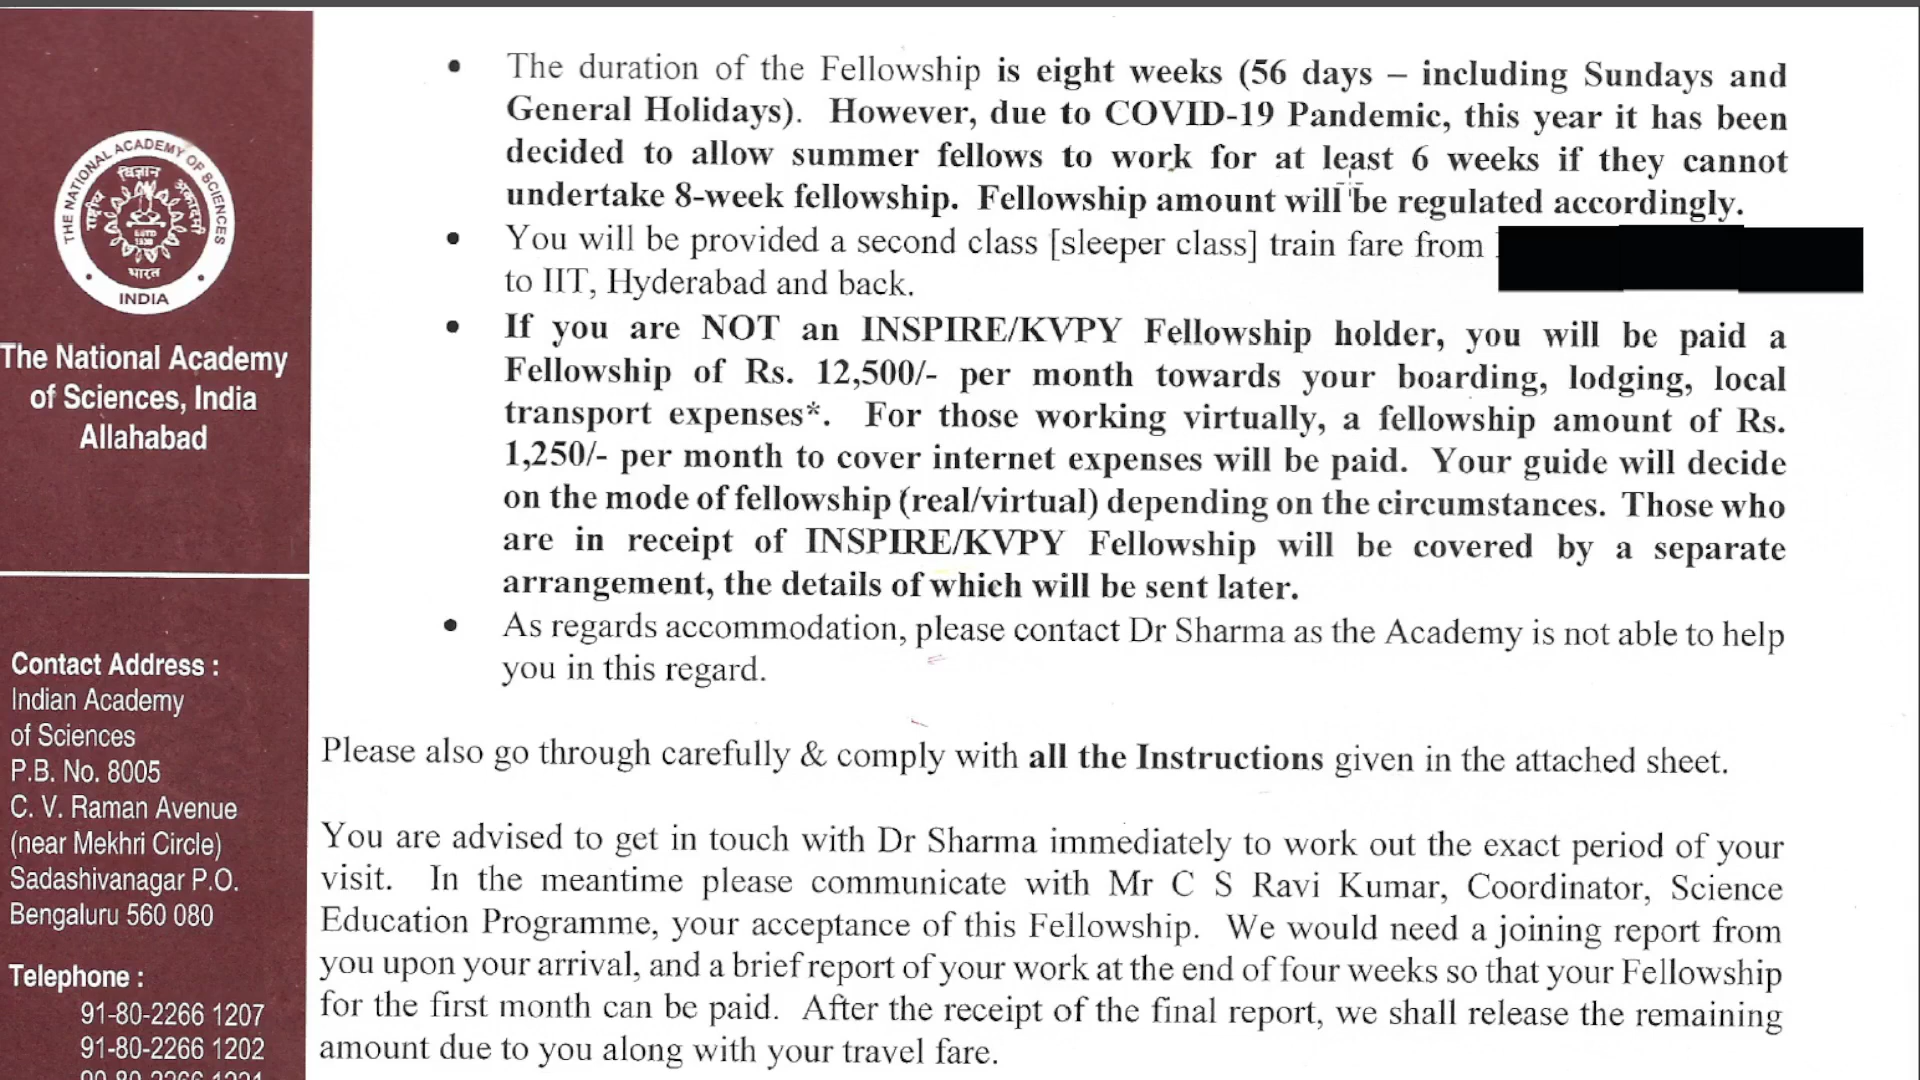 THE NATIONAL ACADEMY OF SCIENCES
राष्ट्रीय विज्ञान अकादमी
ESTD
1930
भारत
INDIA
The National Academy
of Sciences, India
Allahabad
Contact Address :
Indian Academy
of Sciences
P.B. No. 8005
C. V. Raman Avenue
(near Mekhri Circle)
Sadashivanagar P.O.
Bengaluru 560 080
Telephone :
91-80-2266 1207
91-80-2266 1202
• The duration of the Fellowship is eight weeks (56 days – including Sundays and
General Holidays). However, due to COVID-19 Pandemic, this year it has been
decided to allow summer fellows to work for at least 6 weeks if they cannot
undertake 8-week fellowship. Fellowship amount will be regulated accordingly.
• You will be provided a second class [sleeper class] train fare from
to IIT, Hyderabad and back.
• If you are NOT an INSPIRE/KVPY Fellowship holder, you will be paid a
Fellowship of Rs. 12,500/- per month towards your boarding, lodging, local
transport expenses*. For those working virtually, a fellowship amount of Rs.
1,250/- per month to cover internet expenses will be paid. Your guide will decide
on the mode of fellowship (real/virtual) depending on the circumstances. Those who
are in receipt of INSPIRE/KVPY Fellowship will be covered by a separate
arrangement, the details of which will be sent later.
• As regards accommodation, please contact Dr Sharma as the Academy is not able to help
you in this regard.
Please also go through carefully & comply with all the Instructions given in the attached sheet.
You are advised to get in touch with Dr Sharma immediately to work out the exact period of your
visit. In the meantime please communicate with Mr C S Ravi Kumar, Coordinator, Science
Education Programme, your acceptance of this Fellowship. We would need a joining report from
you upon your arrival, and a brief report of your work at the end of four weeks so that your Fellowship
for the first month can be paid. After the receipt of the final report, we shall release the remaining
amount due to you along with your travel fare.